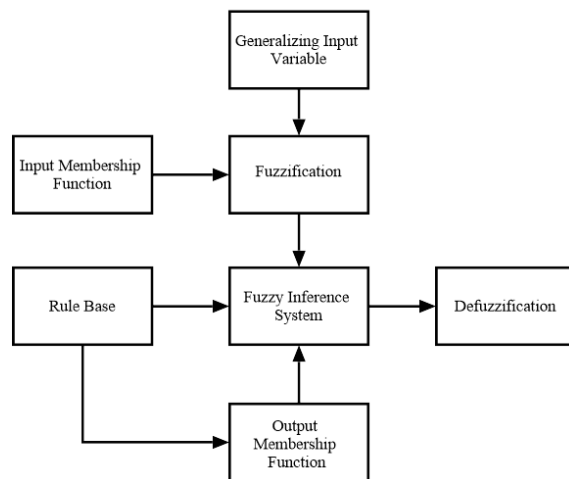 Generalizing Input
Variable
Input Membership
Function
Fuzzification
Rule Base
Fuzzy Inference
System
Defuzzification
Output
Membership
Function